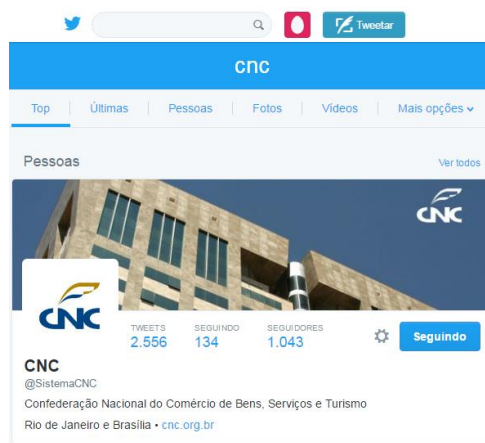 Tweetar
cnc
Top Últimas Pessoas Fotos Vídeos Mais opções
Pessoas Ver todos
CNC
CNC
TWEETS SEGUINDO SEGUIDORES
2.556 134 1.043 Seguindo
CNC
@SistemaCNC
Confederação Nacional do Comércio de Bens, Serviços e Turismo
Rio de Janeiro e Brasília • cnc.org.br